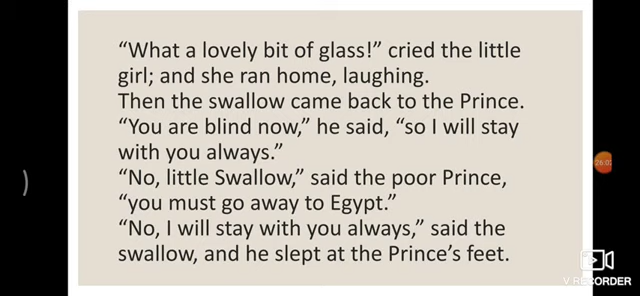 “What a lovely bit of glass!” cried the little
girl; and she ran home, laughing.
Then the swallow came back to the Prince.
“You are blind now,” he said, “so I will stay
with you always.”
“No, little Swallow,” said the poor Prince,
“you must go away to Egypt.”
“No, I will stay with you always,” said the
swallow, and he slept at the Prince’s feet.
V RECORDER